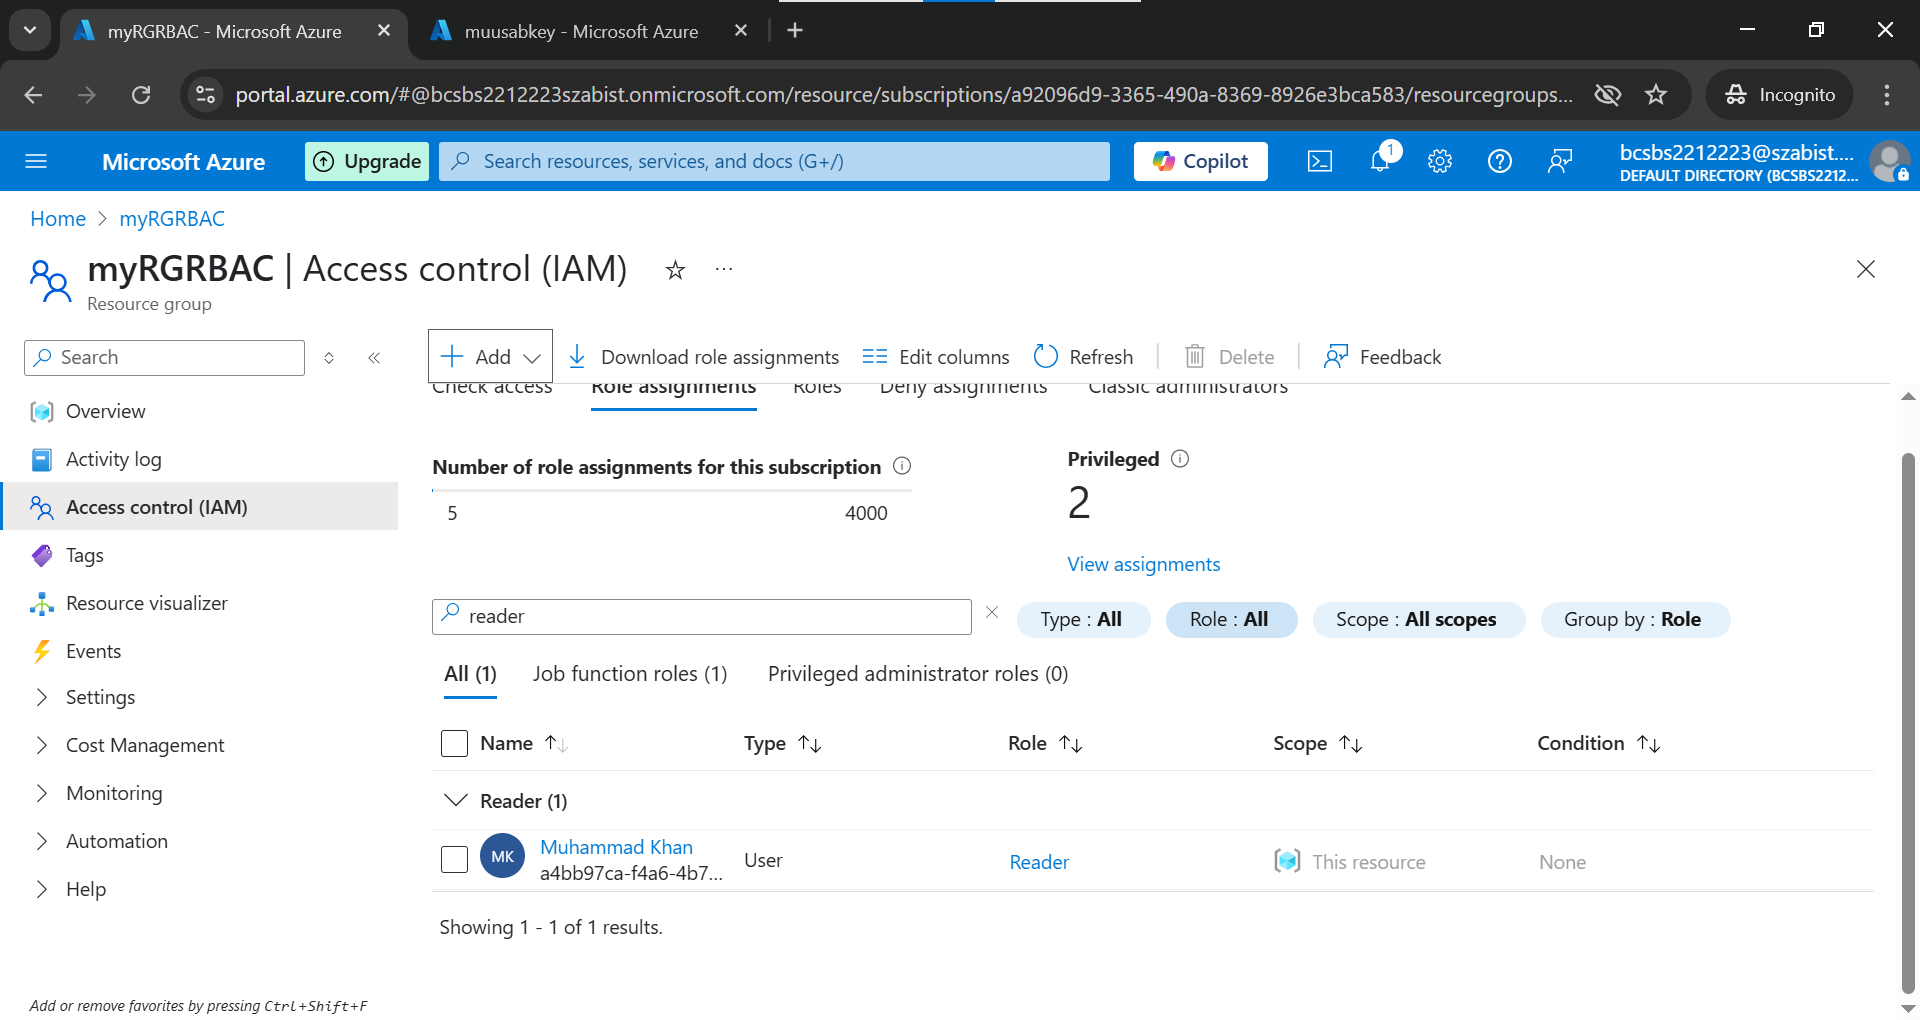 myRGRBAC - Microsoft Azure
muusabkey - Microsoft Azure
portal.azure.com/#@bcsbs2212223szabist.onmicrosoft.com/resource/subscriptions/a92096d9-3365-490a-8369-8926e3bca583/resourcegroups...
Incognito
Microsoft Azure
Upgrade
Search resources, services, and docs (G+/)
Copilot
1
bcsbs2212223@szabist....
DEFAULT DIRECTORY (BCSBS2212...
Home > myRGRBAC
myRGRBAC | Access control (IAM)
Resource group
Search
Add
Download role assignments
Edit columns
Refresh
Delete
Feedback
Check access
Role assignments
Roles
Deny assignments
Classic administrators
Overview
Activity log
Access control (IAM)
Tags
Resource visualizer
Events
Settings
Cost Management
Monitoring
Automation
Help
Add or remove favorites by pressing Ctrl+Shift+F
Number of role assignments for this subscription
5
4000
Privileged
2
View assignments
reader
Type : All
Role : All
Scope : All scopes
Group by : Role
All (1)
Job function roles (1)
Privileged administrator roles (0)
Name
Type
Role
Scope
Condition
Reader (1)
MK
Muhammad Khan
a4bb97ca-f4a6-4b7...
User
Reader
This resource
None
Showing 1 - 1 of 1 results.